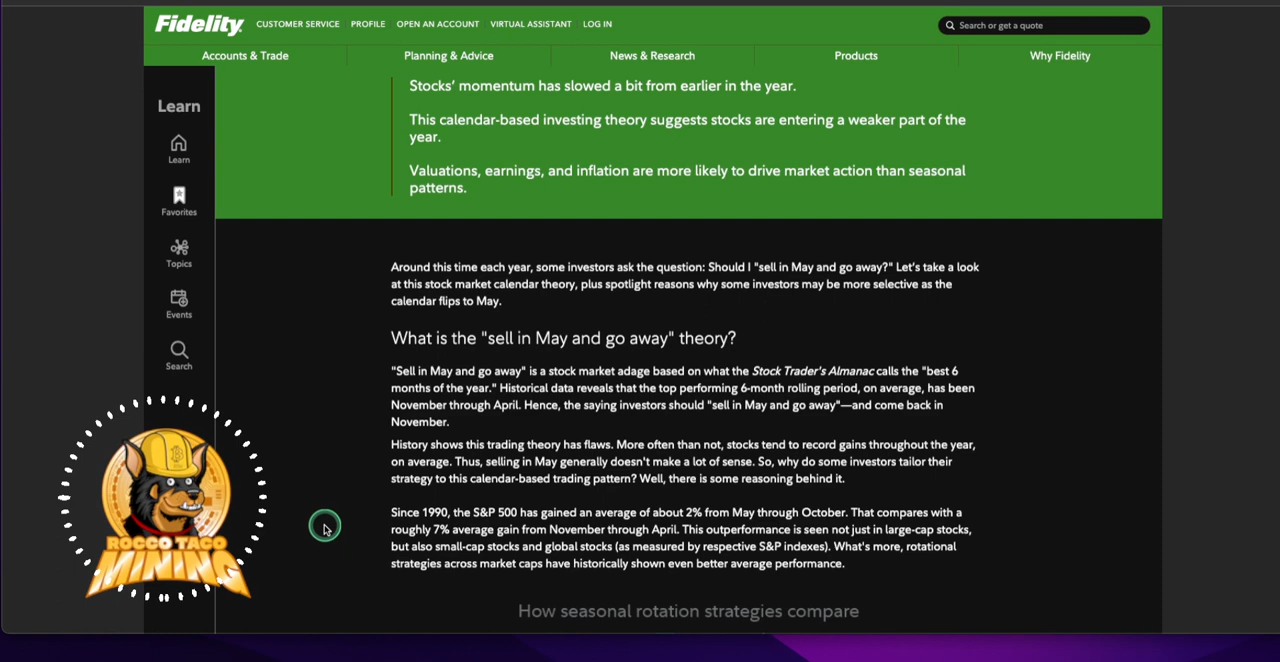 Fidelity
CUSTOMER SERVICE PROFILE OPEN AN ACCOUNT VIRTUAL ASSISTANT LOG IN
Search or get a quote
Accounts & Trade Planning & Advice News & Research Products Why Fidelity
Learn
Learn
Favorites
Topics
Events
Search
Stocks' momentum has slowed a bit from earlier in the year.
This calendar-based investing theory suggests stocks are entering a weaker part of the
year.
Valuations, earnings, and inflation are more likely to drive market action than seasonal
patterns.
Around this time each year, some investors ask the question: Should I "sell in May and go away?" Let's take a look
at this stock market calendar theory, plus spotlight reasons why some investors may be more selective as the
calendar flips to May.
What is the "sell in May and go away" theory?
"Sell in May and go away" is a stock market adage based on what the Stock Trader's Almanac calls the "best 6
months of the year." Historical data reveals that the top performing 6-month rolling period, on average, has been
November through April. Hence, the saying investors should "sell in May and go away"—and come back in
November.
History shows this trading theory has flaws. More often than not, stocks tend to record gains throughout the year,
on average. Thus, selling in May generally doesn't make a lot of sense. So, why do some investors tailor their
strategy to this calendar-based trading pattern? Well, there is some reasoning behind it.
Since 1990, the S&P 500 has gained an average of about 2% from May through October. That compares with a
roughly 7% average gain from November through April. This outperformance is seen not just in large-cap stocks,
but also small-cap stocks and global stocks (as measured by respective S&P indexes). What's more, rotational
strategies across market caps have historically shown even better average performance.
How seasonal rotation strategies compare
ROCCO TACO
MINING